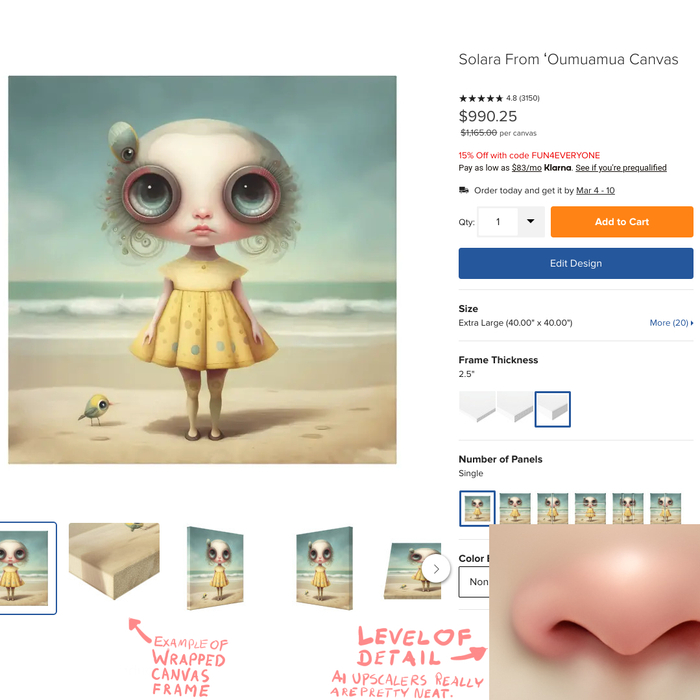 Solara From ‘Oumuamua Canvas
4.8 (3150)
$990.25
$1,165.00 per canvas
15% Off with code FUN4EVERYONE
Pay as low as $83/mo Klarna. See if you're prequalified
Order today and get it by Mar 4 - 10
Qty: 1
Add to Cart
Edit Design
Size
Extra Large (40.00" x 40.00")
More (20)
Frame Thickness
2.5"
Number of Panels
Single
Color
Non
EXAMPLE OF
WRAPPED
CANVAS
FRAME
LEVEL OF
DETAIL
AI UPSCALERS REALLY
ARE PRETTY NEAT.